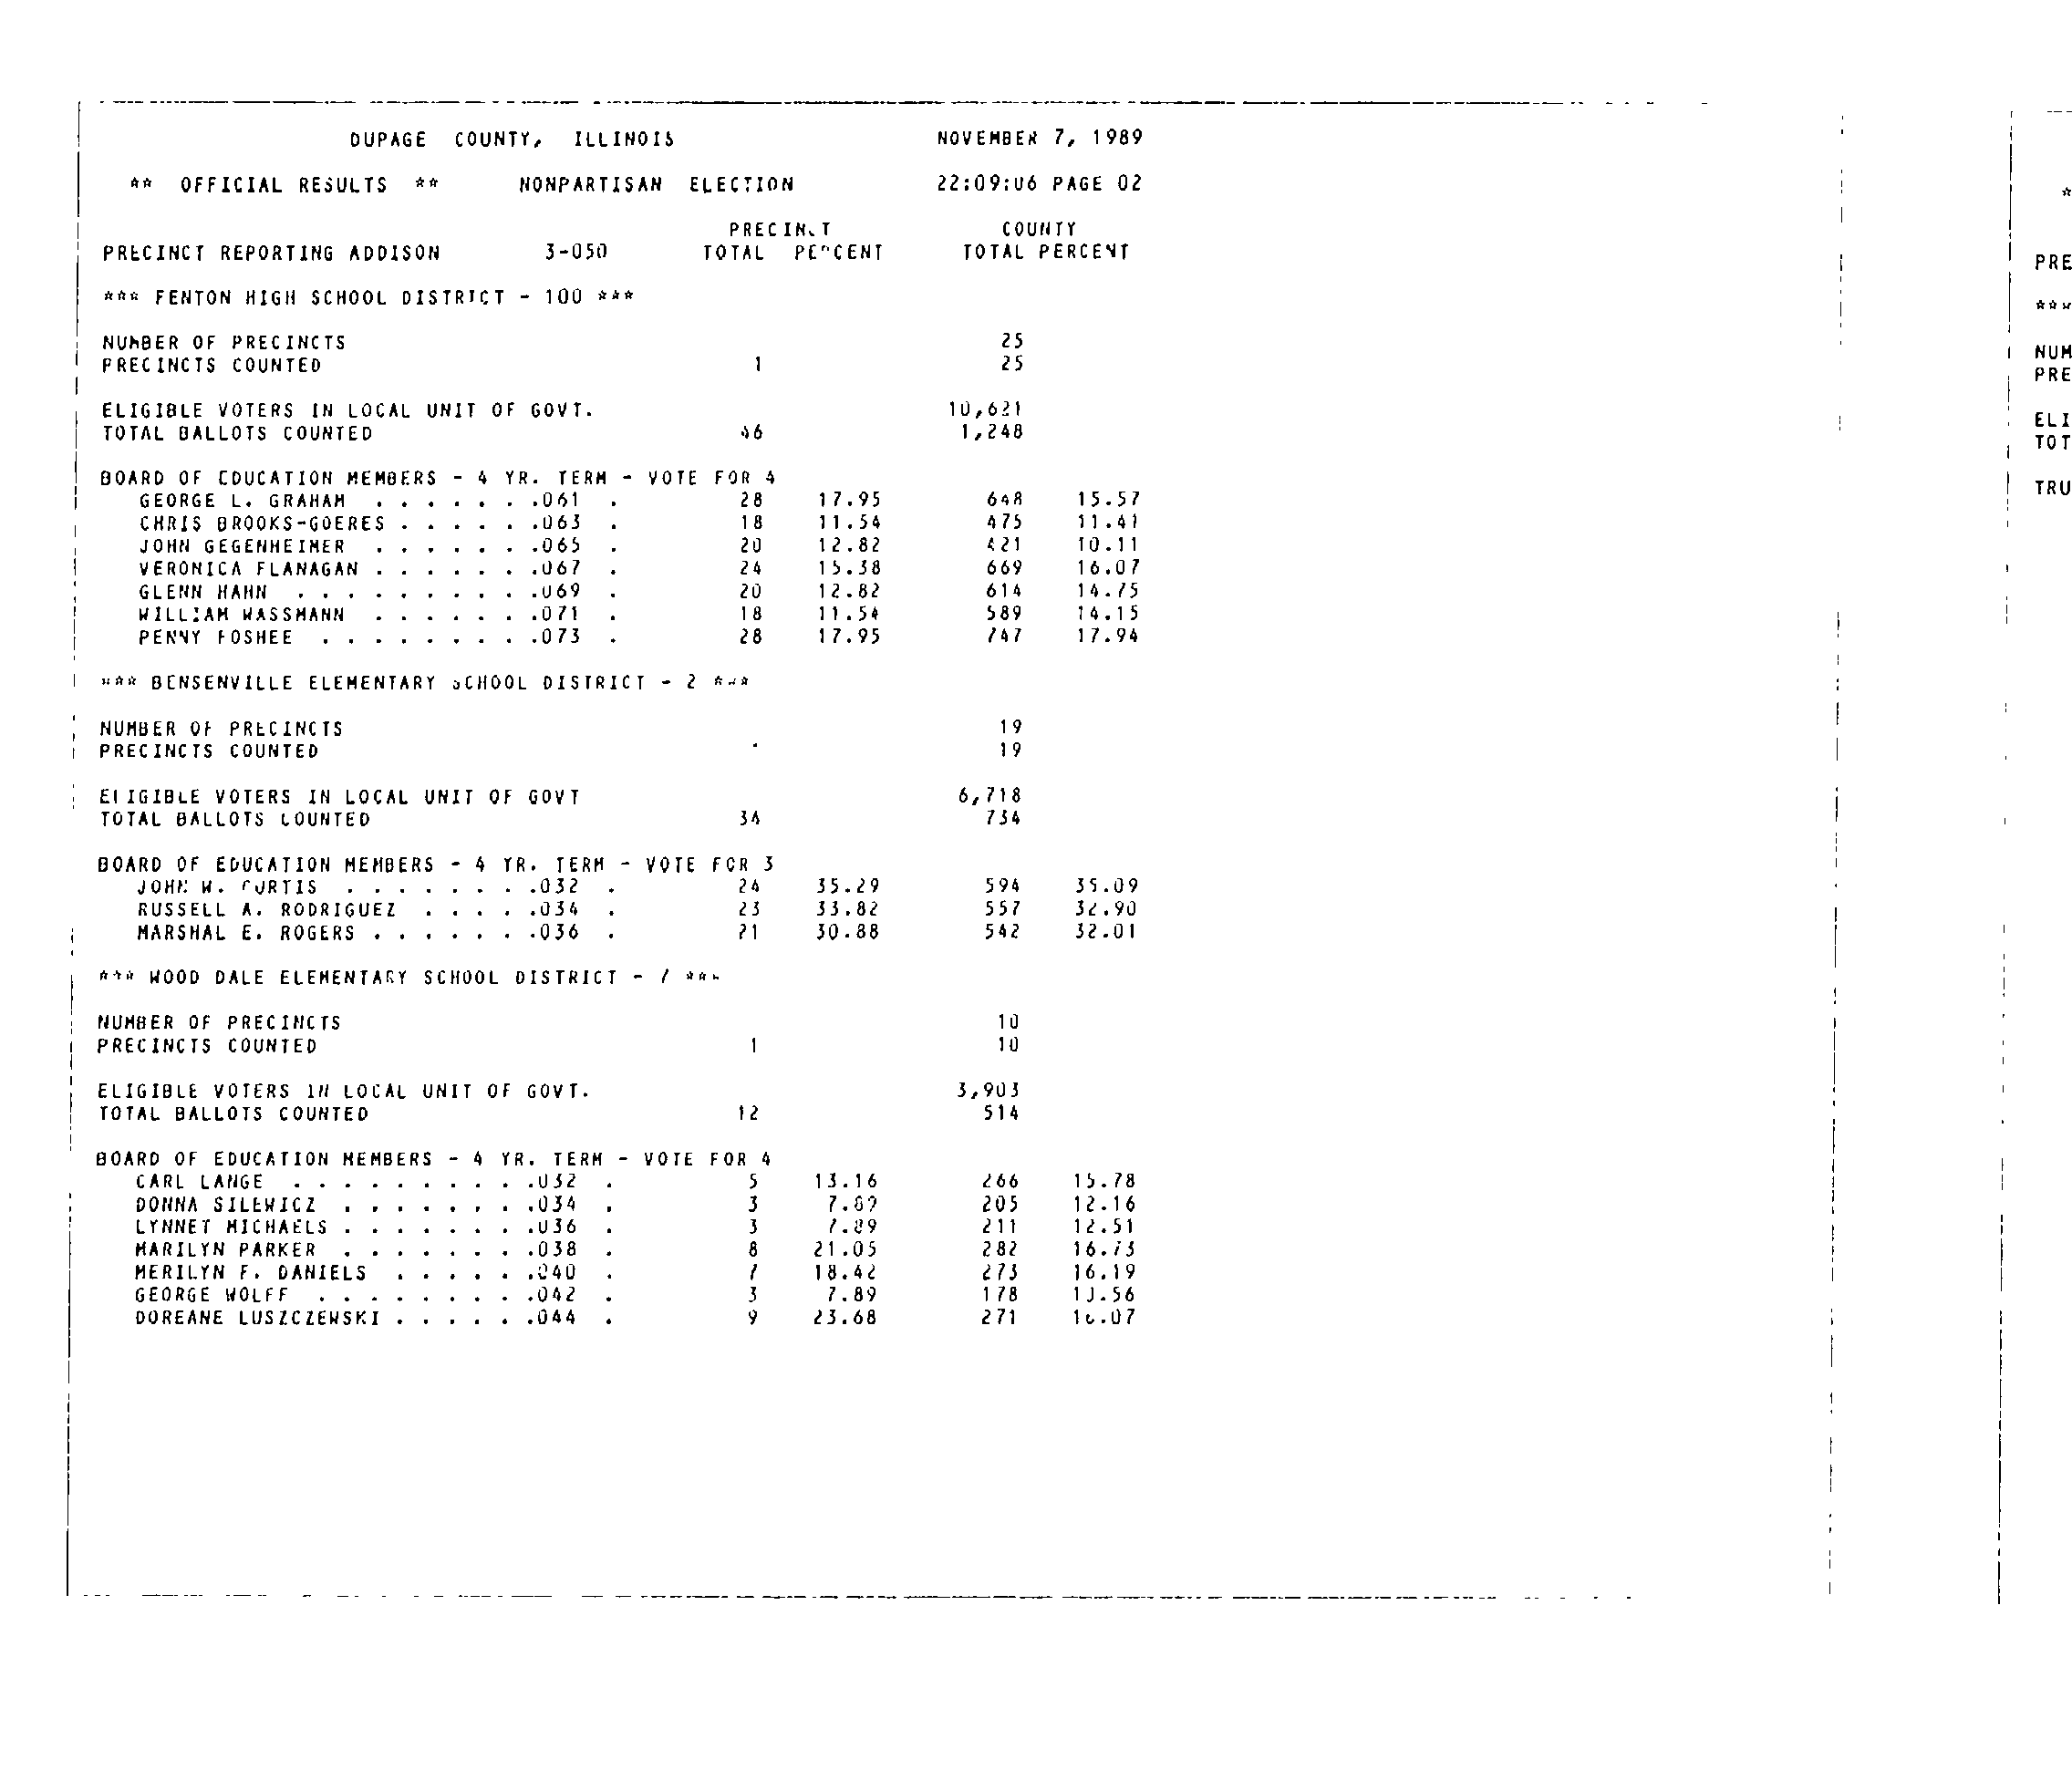 DUPAGE COUNTY, ILLINOIS NOVEMBER 7, 1989
** OFFICIAL RESULTS ** NONPARTISAN ELECTION 22:09:06 PAGE 02
PRECINCT COUNTY
PRECINCT REPORTING ADDISON 3-050 TOTAL PERCENT TOTAL PERCENT
*** FENTON HIGH SCHOOL DISTRICT - 100 ***
NUMBER OF PRECINCTS 25
PRECINCTS COUNTED 1 25
ELIGIBLE VOTERS IN LOCAL UNIT OF GOVT. 10,621
TOTAL BALLOTS COUNTED 46 1,248
BOARD OF EDUCATION MEMBERS - 4 YR. TERM - VOTE FOR 4
GEORGE L. GRAHAM . . . . . . .061 . 28 17.95 648 15.57
CHRIS BROOKS-GOERES . . . . . .063 . 18 11.54 475 11.41
JOHN GEGENHEIMER . . . . . . .065 . 20 12.82 421 10.11
VERONICA FLANAGAN . . . . . . .067 . 24 15.38 669 16.07
GLENN HAHN . . . . . . . . . .069 . 20 12.82 614 14.75
WILLIAM WASSMANN . . . . . . .071 . 18 11.54 589 14.15
PENNY FOSHEE . . . . . . . . .073 . 28 17.95 747 17.94
*** BENSENVILLE ELEMENTARY SCHOOL DISTRICT - 2 ***
NUMBER OF PRECINCTS 19
PRECINCTS COUNTED 19
ELIGIBLE VOTERS IN LOCAL UNIT OF GOVT 6,718
TOTAL BALLOTS COUNTED 34 734
BOARD OF EDUCATION MEMBERS - 4 YR. TERM - VOTE FOR 3
JOHN W. CURTIS . . . . . . . .032 . 24 35.29 594 35.09
RUSSELL A. RODRIGUEZ . . . . .034 . 23 33.82 557 32.90
MARSHAL E. ROGERS . . . . . . .036 . 21 30.88 542 32.01
*** WOOD DALE ELEMENTARY SCHOOL DISTRICT - 7 ***
NUMBER OF PRECINCTS 10
PRECINCTS COUNTED 1 10
ELIGIBLE VOTERS IN LOCAL UNIT OF GOVT. 3,903
TOTAL BALLOTS COUNTED 12 514
BOARD OF EDUCATION MEMBERS - 4 YR. TERM - VOTE FOR 4
CARL LANGE . . . . . . . . . .032 . 5 13.16 266 15.78
DONNA SILEWICZ . . . . . . . .034 . 3 7.89 205 12.16
LYNNET MICHAELS . . . . . . . .036 . 3 7.89 211 12.51
MARILYN PARKER . . . . . . . .038 . 8 21.05 282 16.73
MERILYN F. DANIELS . . . . . .040 . 7 18.42 273 16.19
GEORGE WOLFF . . . . . . . . .042 . 3 7.89 178 10.56
DOREANE LUSZCZEWSKI . . . . . .044 . 9 23.68 271 16.07
*
PRE
***
NUM
PRE
ELI
TOT
TRU